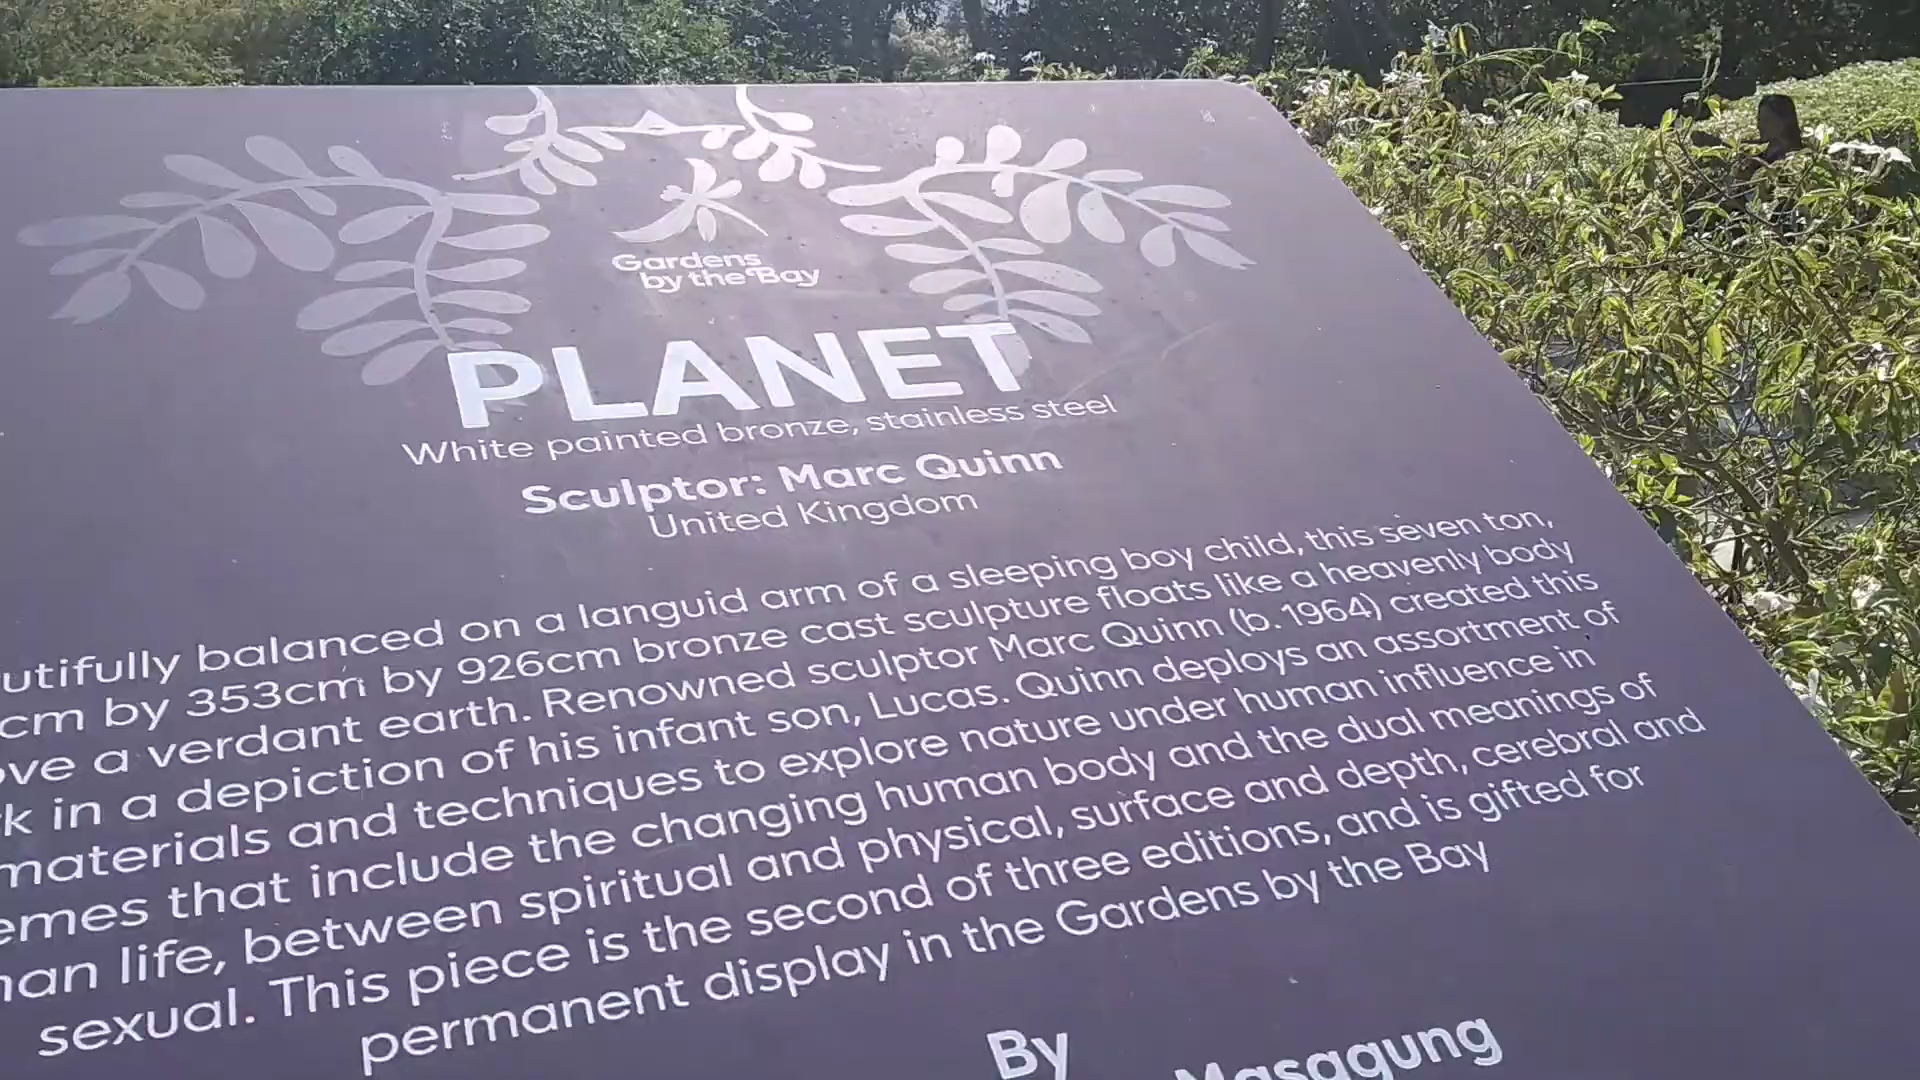 Gardens
by the Bay
PLANET
White painted bronze, stainless steel
Sculptor: Marc Quinn
United Kingdom
balanced on a languid arm of a sleeping boy child, this seven ton,
cm by 353cm by 926cm bronze cast sculpture floats like a heavenly body
a verdant earth. Renowned sculptor Marc Quinn (b. 1964) created this
in a depiction of his infant son, Lucas. Quinn deploys an assortment of
materials and techniques to explore nature under human influence in
that include the changing human body and the dual meanings of
life, between spiritual and physical, surface and depth, cerebral and
sexual. This piece is the second of three editions, and is gifted for
permanent display in the Gardens by the Bay
By
Masagung